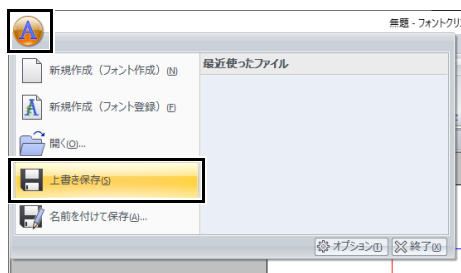 無題 - フォントクリ
新規作成（フォント作成）(N)
最近使ったファイル
新規作成（フォント登録）(F)
開く(O)...
上書き保存(S)
名前を付けて保存(A)...
オプション(I) 終了(X)